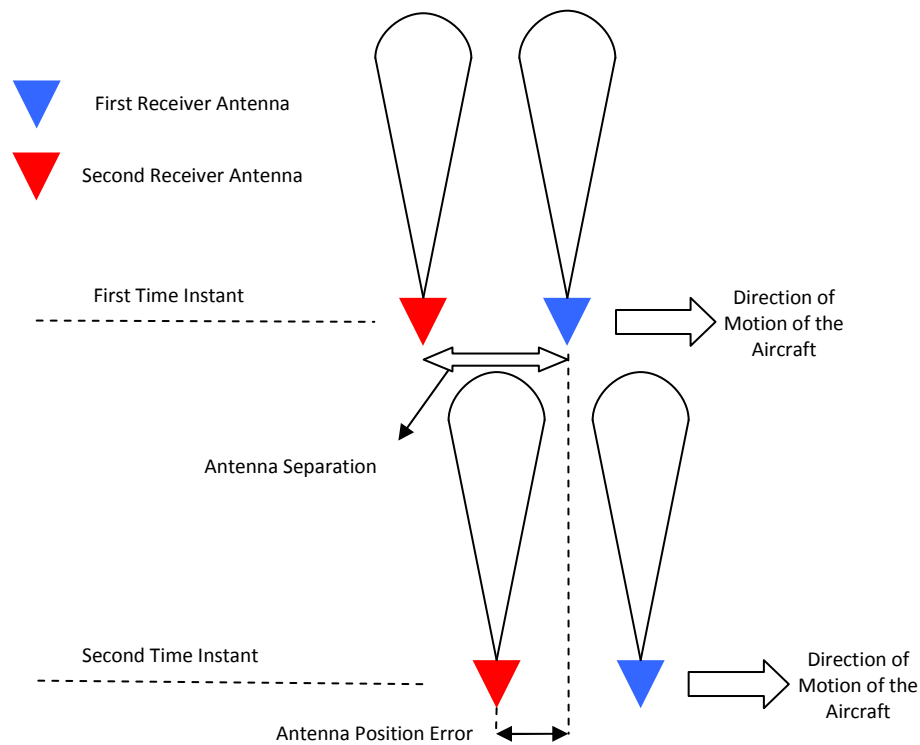 First Receiver Antenna
Second Receiver Antenna
First Time Instant
Direction of
Motion of the
Aircraft
Antenna Separation
Second Time Instant
Direction of
Motion of the
Aircraft
Antenna Position Error